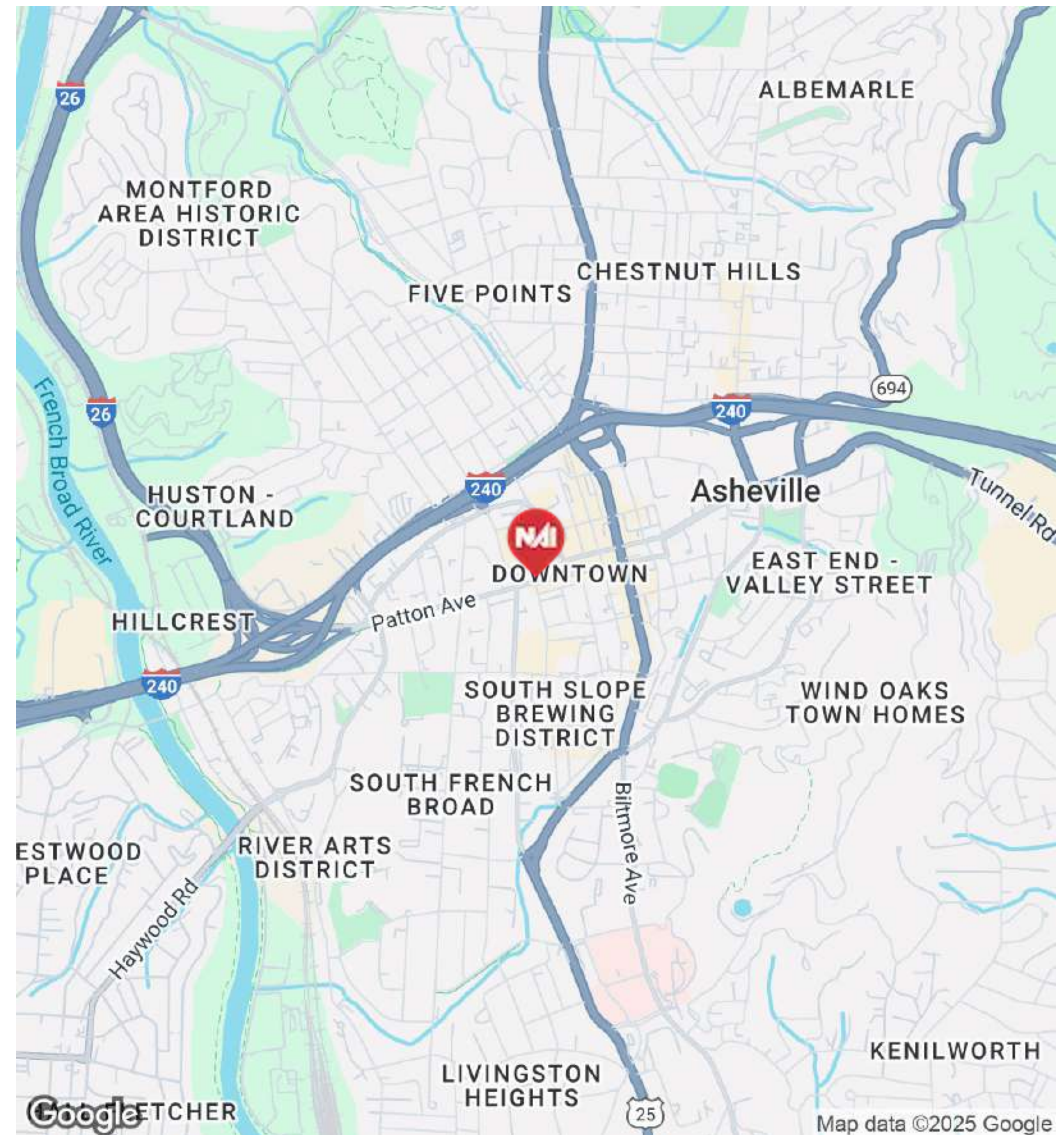 26
ALBEMARLE
MONTFORD
AREA HISTORIC
DISTRICT
CHESTNUT HILLS
FIVE POINTS
694
240
26
French Broad River
240
Asheville
HUSTON -
COURTLAND
Tunnel Rd
NAI
DOWNTOWN
EAST END -
VALLEY STREET
HILLCREST
Patton Ave
240
SOUTH SLOPE
BREWING
DISTRICT
WIND OAKS
TOWN HOMES
SOUTH FRENCH
BROAD
Biltmore Ave
ESTWOOD
PLACE
RIVER ARTS
DISTRICT
Haywood Rd
KENILWORTH
LIVINGSTON
HEIGHTS
25
Google
FLETCHER
Map data ©2025 Google